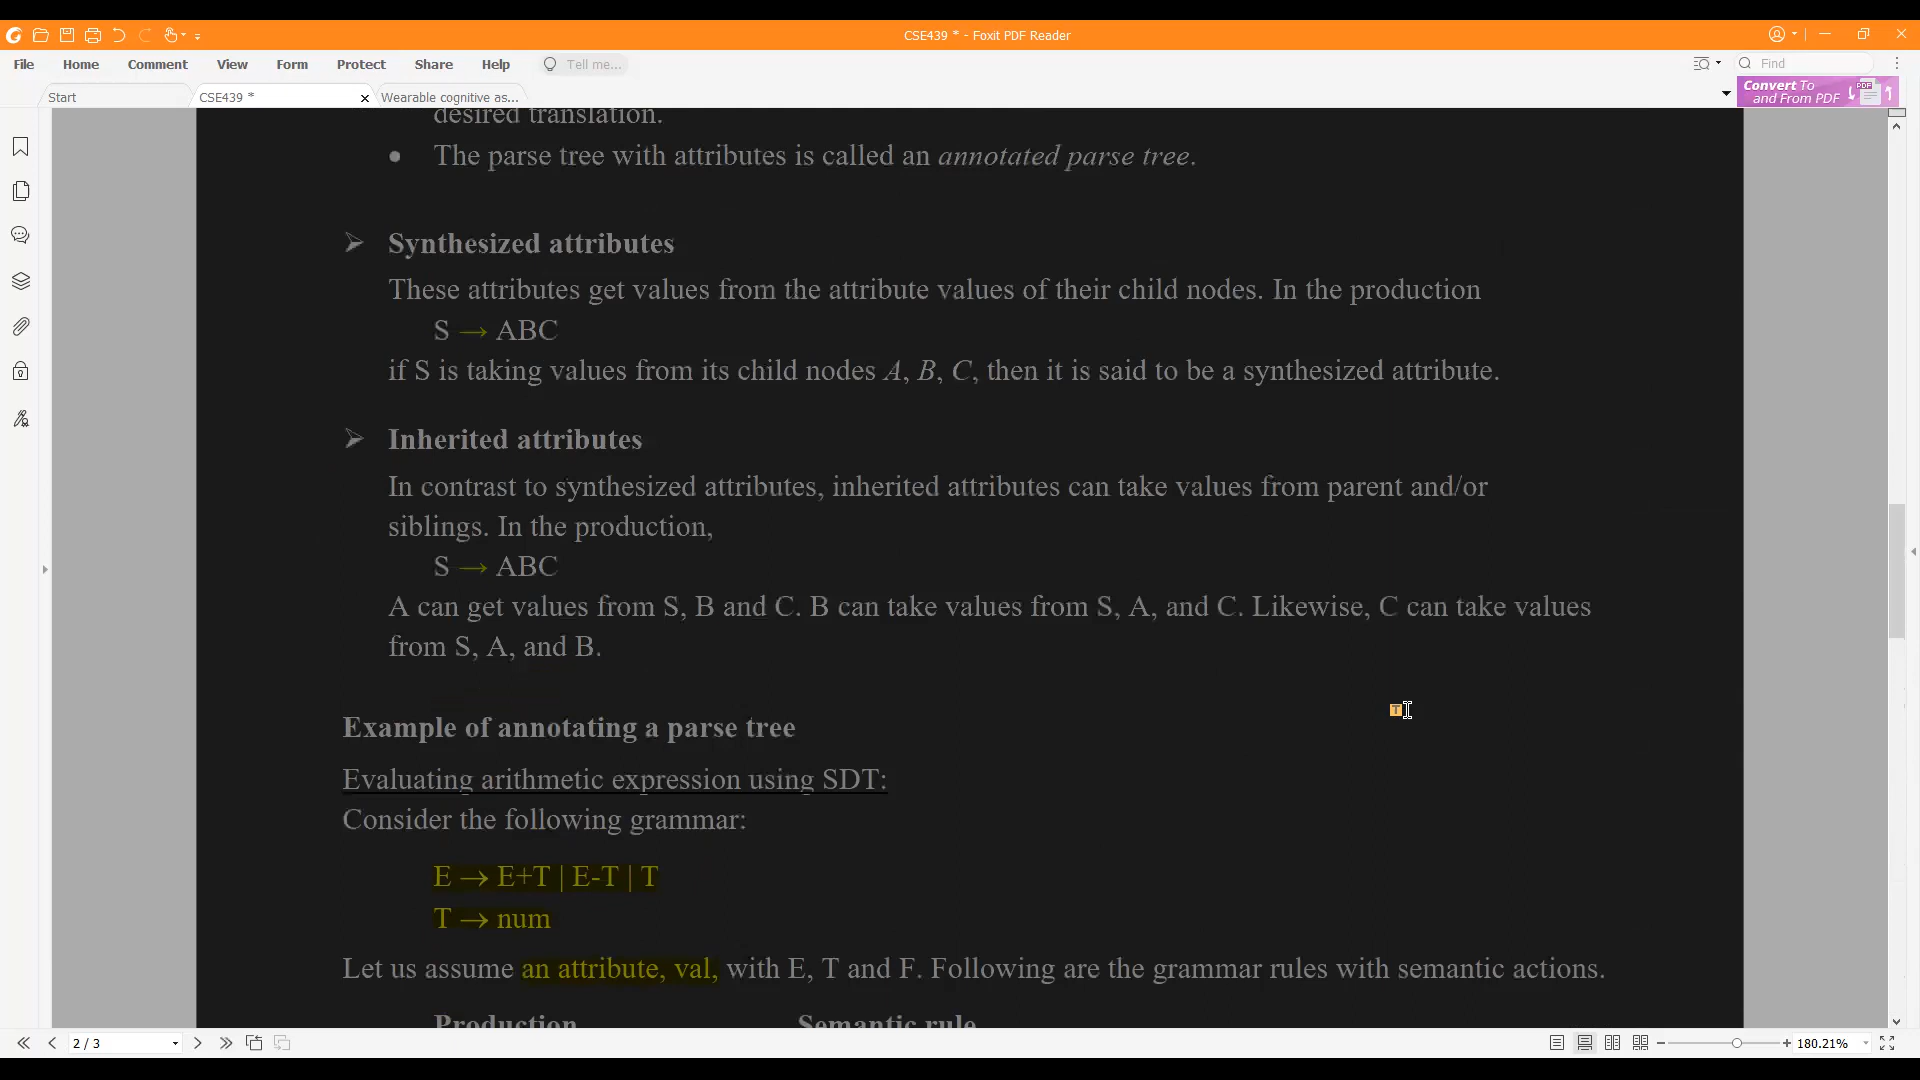 CSE439 * - Foxit PDF Reader
File Home Comment View Form Protect Share Help Tell me... Find
Start CSE439 * Wearable cognitive as... Convert To
and From PDF PDF
desired translation.
• The parse tree with attributes is called an annotated parse tree.
➢ Synthesized attributes
These attributes get values from the attribute values of their child nodes. In the production
S → ABC
if S is taking values from its child nodes A, B, C, then it is said to be a synthesized attribute.
➢ Inherited attributes
In contrast to synthesized attributes, inherited attributes can take values from parent and/or
siblings. In the production,
S → ABC
A can get values from S, B and C. B can take values from S, A, and C. Likewise, C can take values
from S, A, and B.
T
Example of annotating a parse tree
Evaluating arithmetic expression using SDT:
Consider the following grammar:
E → E+T | E-T | T
T → num
Let us assume an attribute, val, with E, T and F. Following are the grammar rules with semantic actions.
Production Semantic rule
2 / 3 180.21%